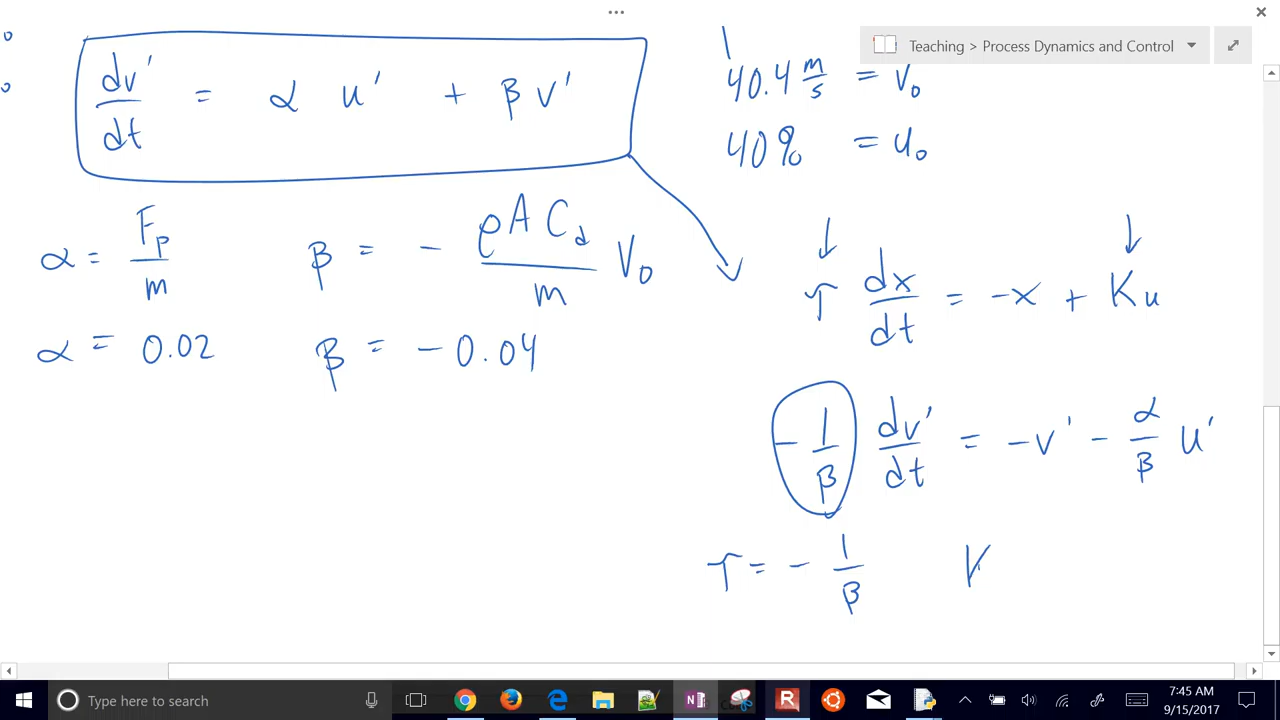 Teaching > Process Dynamics and Control
dv'/dt = α u' + β v'
40.4 m/s = v₀
40% = u₀
α = Fp/m β = - ρACd/m V₀
α = 0.02 β = -0.04
τ dx/dt = -x + Ku
-1/β dv'/dt = -v' - α/β u'
τ = - 1/β K
Type here to search
7:45 AM
9/15/2017